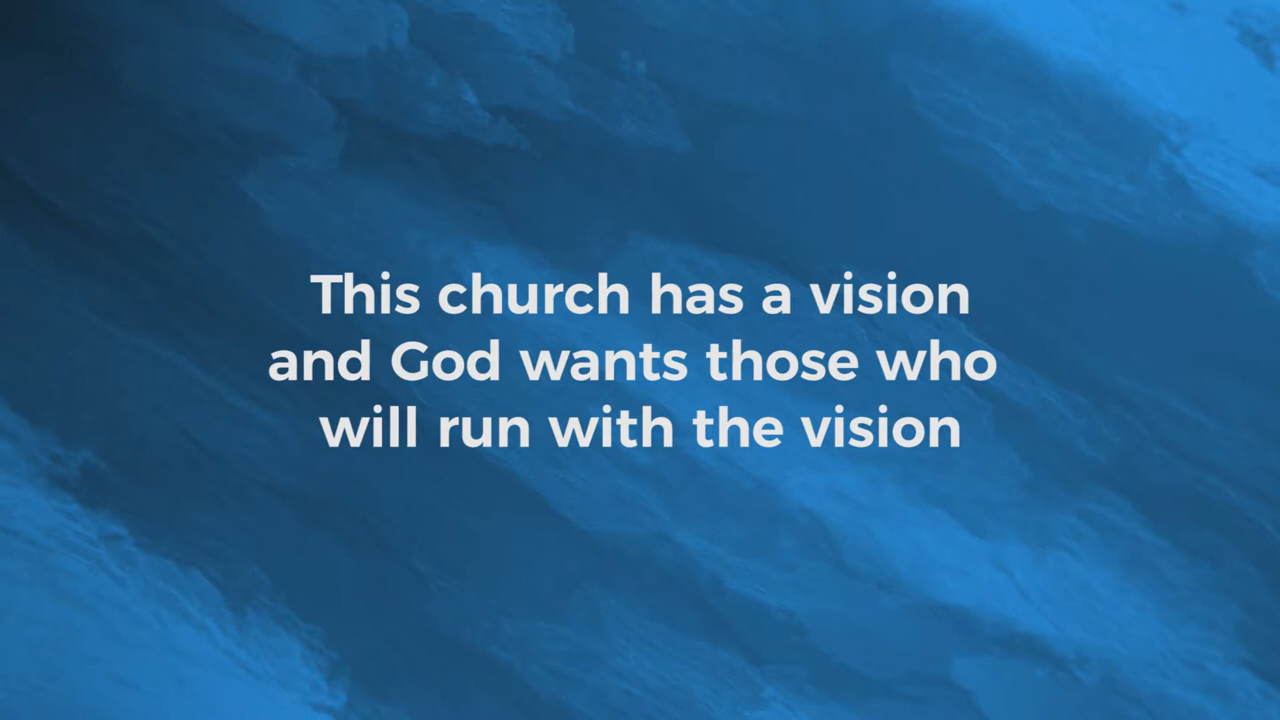 This church has a vision
and God wants those who
will run with the vision